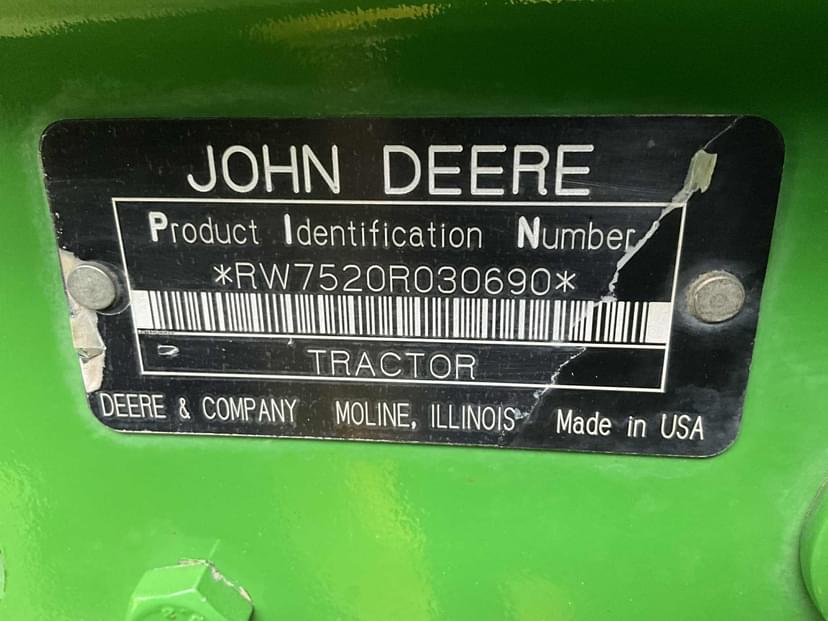 JOHN DEERE
Product Identification Number
*RW7520R030690*
TRACTOR
DEERE & COMPANY MOLINE, ILLINOIS Made in USA